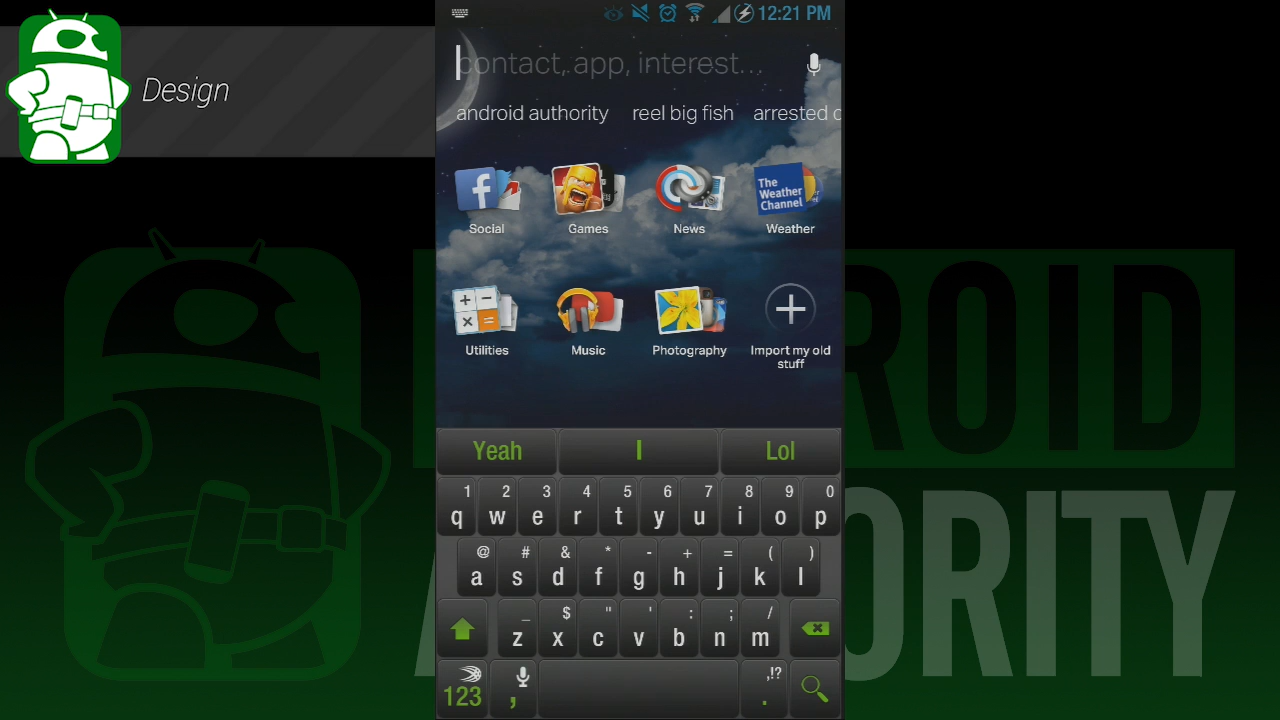 Design
12:21 PM
contact, app, interest...
android authority reel big fish arrested
The Weather Channel
Social Games News Weather
+ − × =
Utilities Music Photography Import my old stuff
Yeah I Lol
1 2 3 4 5 6 7 8 9 0
q w e r t y u i o p
@ # & * - + = ( )
a s d f g h j k l
_ $ " ' : ; /
z x c v b n m
,!?
123 , .
ROID
ORITY